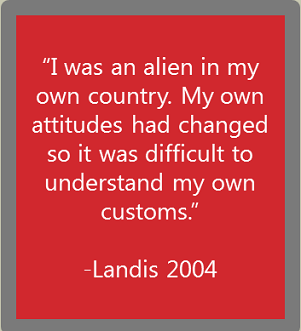 “I was an alien in my
own country. My own
attitudes had changed
so it was difficult to
understand my own
customs.”
-Landis 2004